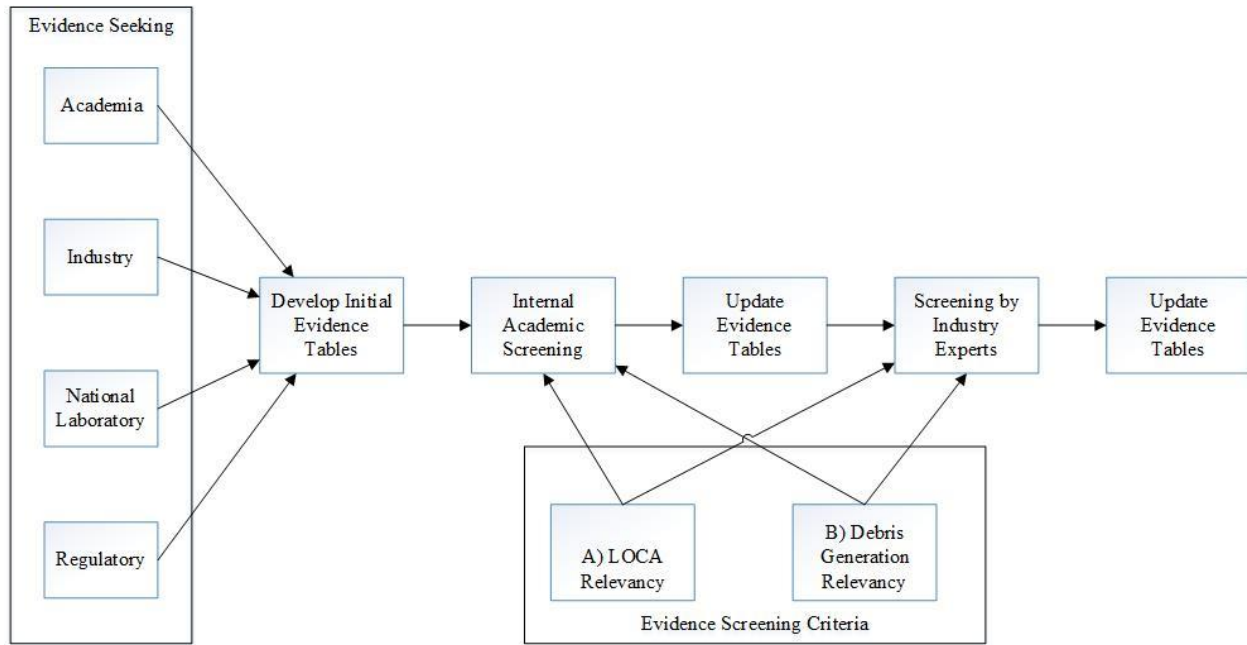 Evidence Seeking
Academia
Industry
National
Laboratory
Regulatory
Develop Initial
Evidence
Tables
Internal
Academic
Screening
Update
Evidence
Tables
Screening by
Industry
Experts
Update
Evidence
Tables
A) LOCA
Relevancy
B) Debris
Generation
Relevancy
Evidence Screening Criteria